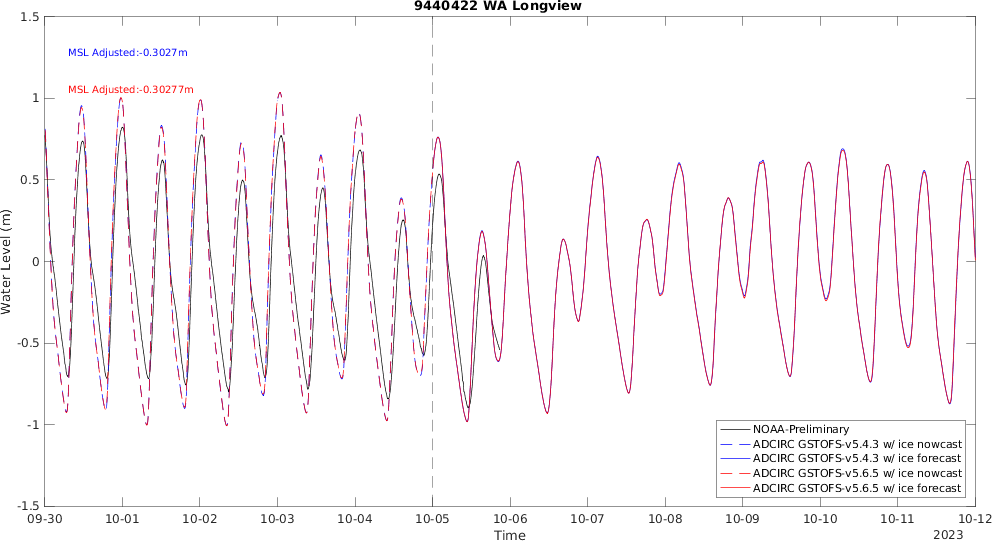 9440422 WA Longview
1.5
MSL Adjusted:-0.3027m
MSL Adjusted:-0.30277m
1
0.5
0
-0.5
-1
-1.5
Water Level (m)
NOAA-Preliminary
ADCIRC GSTOFS-v5.4.3 w/ ice nowcast
ADCIRC GSTOFS-v5.4.3 w/ ice forecast
ADCIRC GSTOFS-v5.6.5 w/ ice nowcast
ADCIRC GSTOFS-v5.6.5 w/ ice forecast
09-30 10-01 10-02 10-03 10-04 10-05 10-06 10-07 10-08 10-09 10-10 10-11 10-12
Time
2023